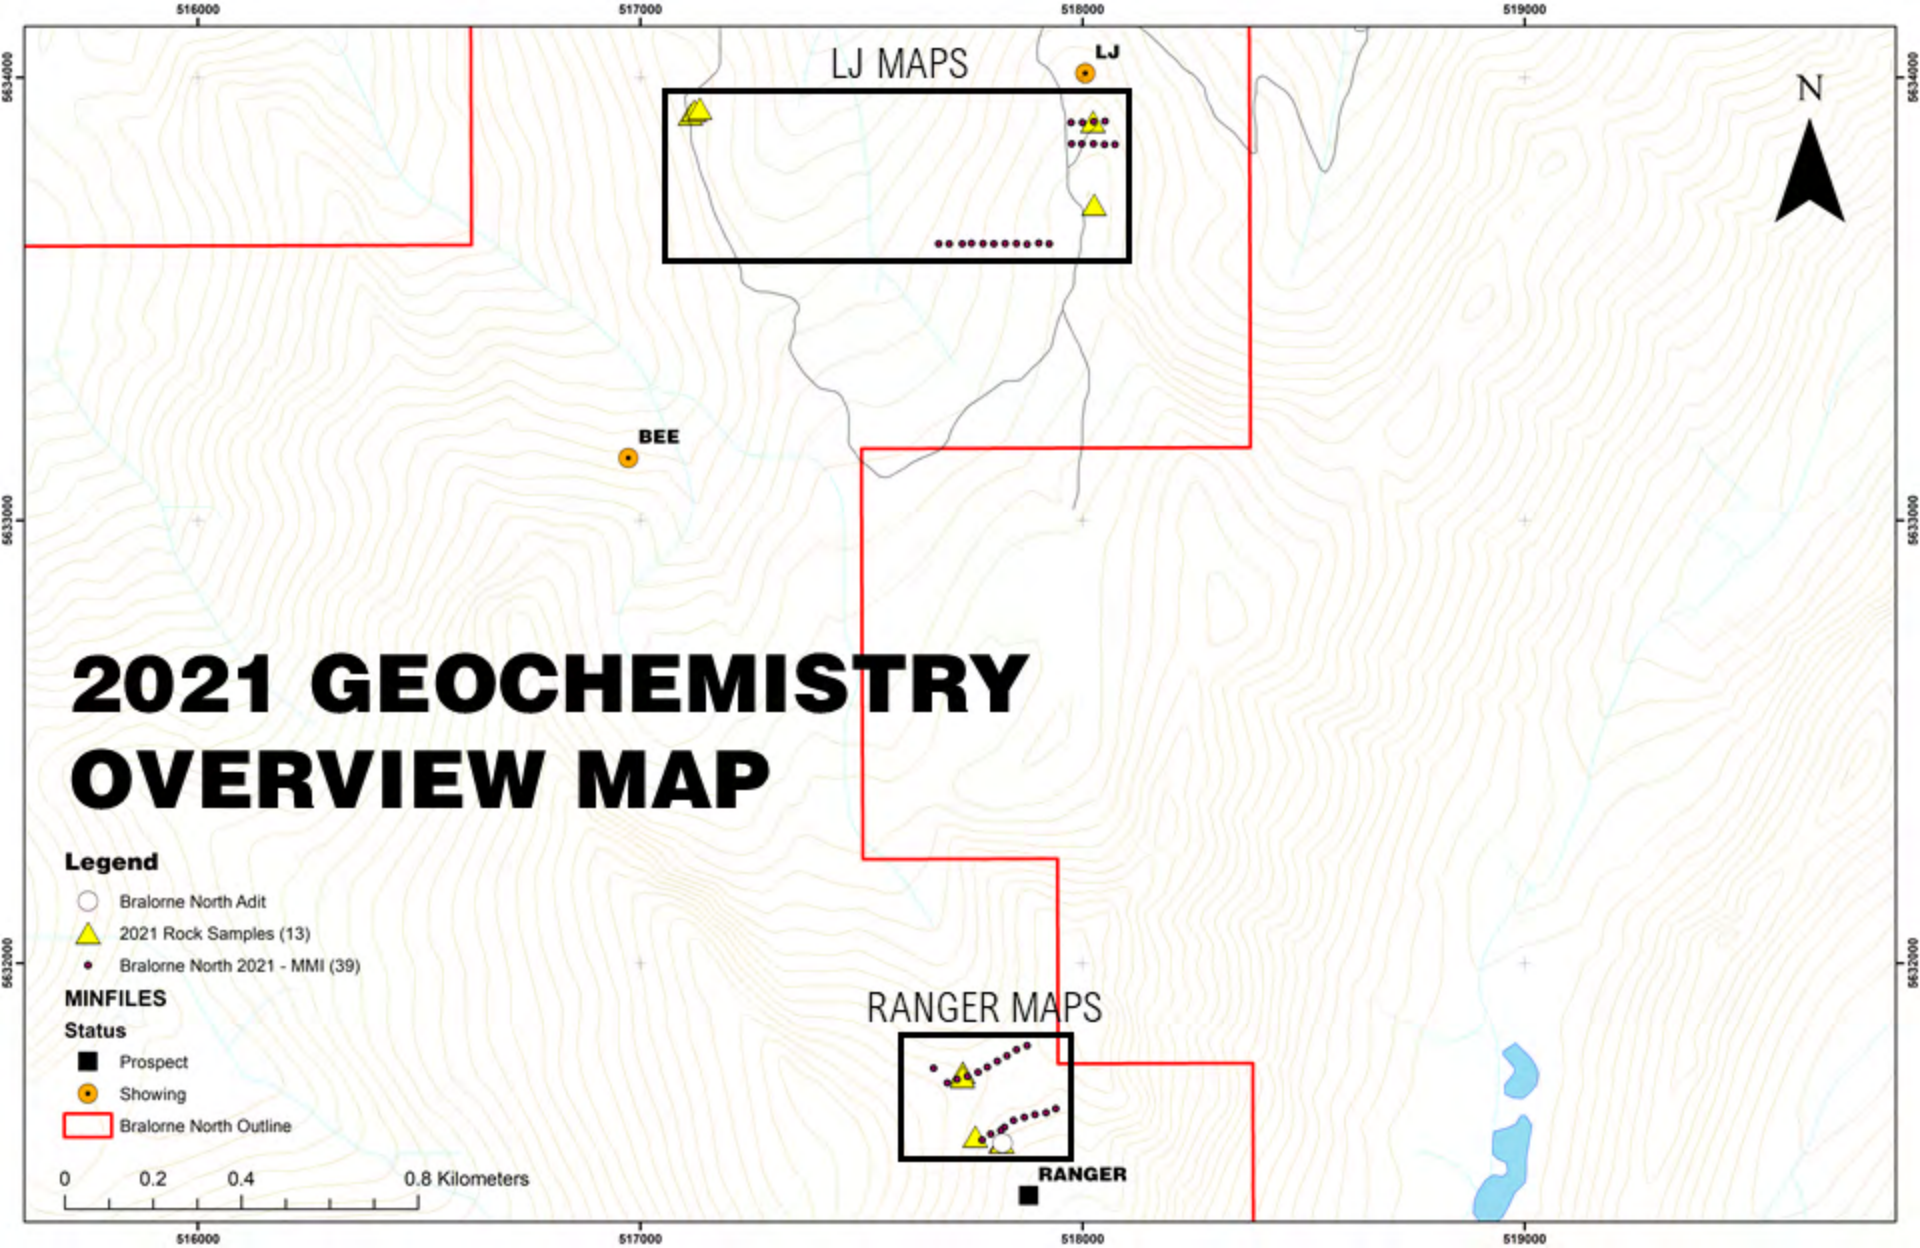 516000 517000 518000 519000
LJ MAPS
LJ
N
5634000 5634000
BEE
5633000 5633000
2021 GEOCHEMISTRY
OVERVIEW MAP
Legend
Bralorne North Adit
2021 Rock Samples (13)
Bralorne North 2021 - MMI (39)
MINFILES
Status
Prospect
Showing
Bralorne North Outline
0 0.2 0.4 0.8 Kilometers
5632000 5632000
RANGER MAPS
RANGER
516000 517000 518000 519000